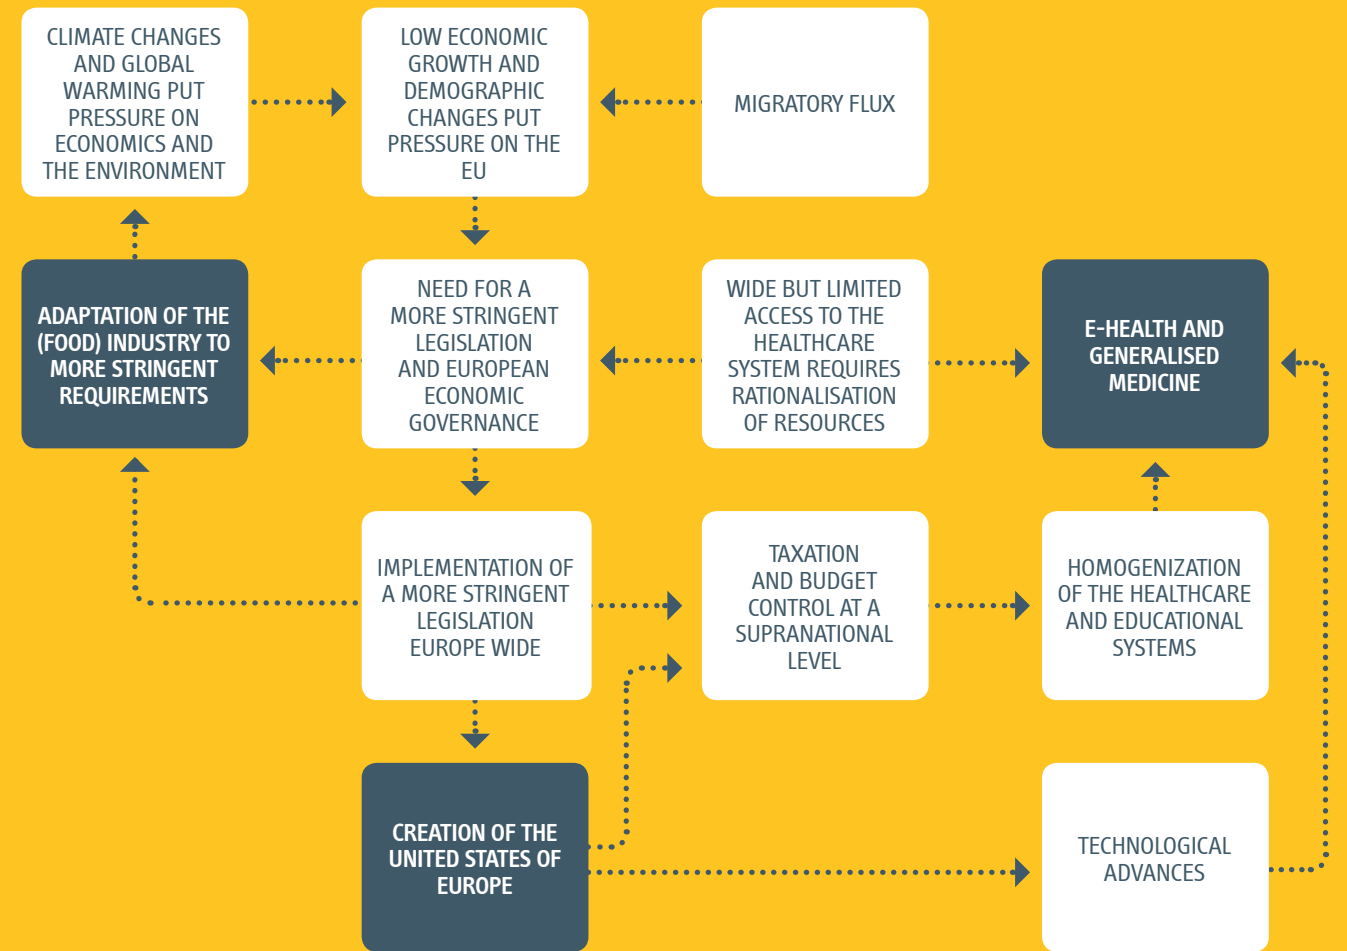 CLIMATE CHANGES
AND GLOBAL
WARMING PUT
PRESSURE ON
ECONOMICS AND
THE ENVIRONMENT
LOW ECONOMIC
GROWTH AND
DEMOGRAPHIC
CHANGES PUT
PRESSURE ON THE
EU
MIGRATORY FLUX
ADAPTATION OF THE
(FOOD) INDUSTRY TO
MORE STRINGENT
REQUIREMENTS
NEED FOR A
MORE STRINGENT
LEGISLATION
AND EUROPEAN
ECONOMIC
GOVERNANCE
WIDE BUT LIMITED
ACCESS TO THE
HEALTHCARE
SYSTEM REQUIRES
RATIONALISATION
OF RESOURCES
E-HEALTH AND
GENERALISED
MEDICINE
IMPLEMENTATION OF
A MORE STRINGENT
LEGISLATION
EUROPE WIDE
TAXATION
AND BUDGET
CONTROL AT A
SUPRANATIONAL
LEVEL
HOMOGENIZATION
OF THE HEALTHCARE
AND EDUCATIONAL
SYSTEMS
CREATION OF THE
UNITED STATES OF
EUROPE
TECHNOLOGICAL
ADVANCES